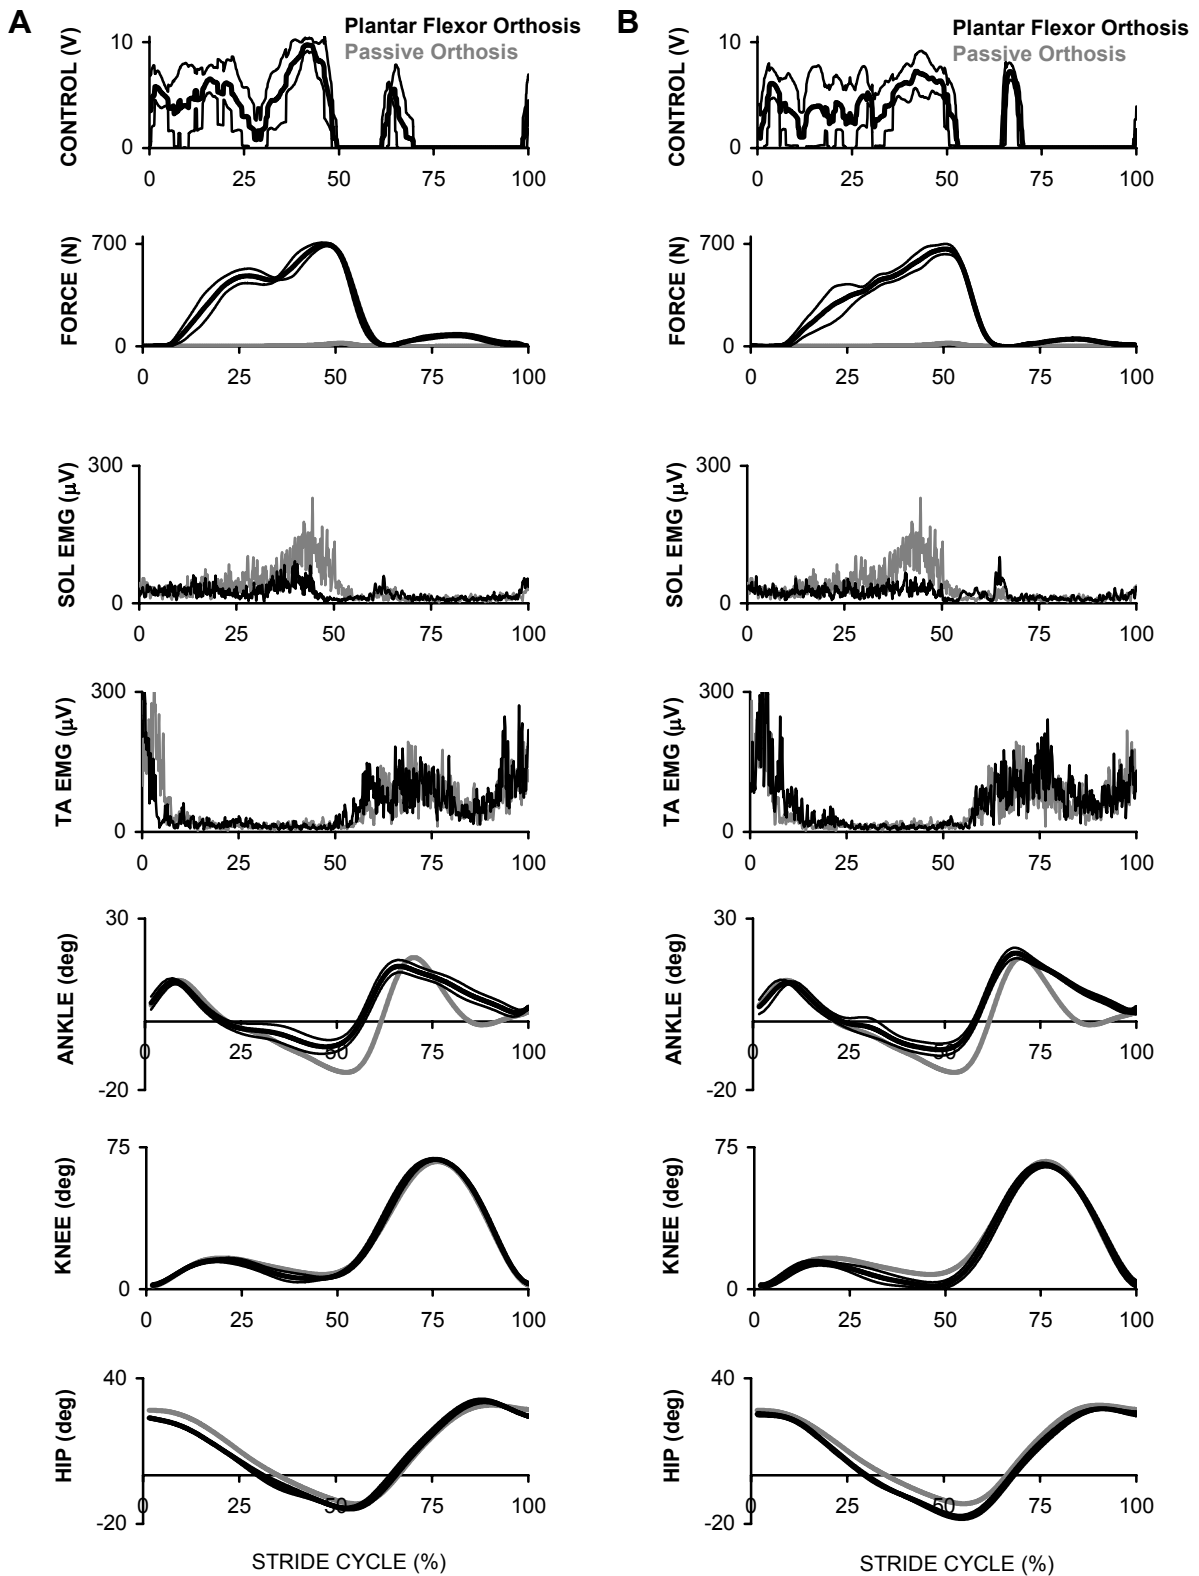 A
Plantar Flexor Orthosis
Passive Orthosis
CONTROL (V)
10
0
0 25 50 75 100
FORCE (N)
700
0
0 25 50 75 100
SOL EMG (μV)
300
0
0 25 50 75 100
TA EMG (μV)
300
0
0 25 50 75 100
ANKLE (deg)
30
0 25 50 75 100
-20
KNEE (deg)
75
0
0 25 50 75 100
HIP (deg)
40
0 25 50 75 100
-20
STRIDE CYCLE (%)
B
Plantar Flexor Orthosis
Passive Orthosis
CONTROL (V)
10
0
0 25 50 75 100
FORCE (N)
700
0
0 25 50 75 100
SOL EMG (μV)
300
0
0 25 50 75 100
TA EMG (μV)
300
0
0 25 50 75 100
ANKLE (deg)
30
0 25 50 75 100
-20
KNEE (deg)
75
0
0 25 50 75 100
HIP (deg)
40
0 25 50 75 100
-20
STRIDE CYCLE (%)